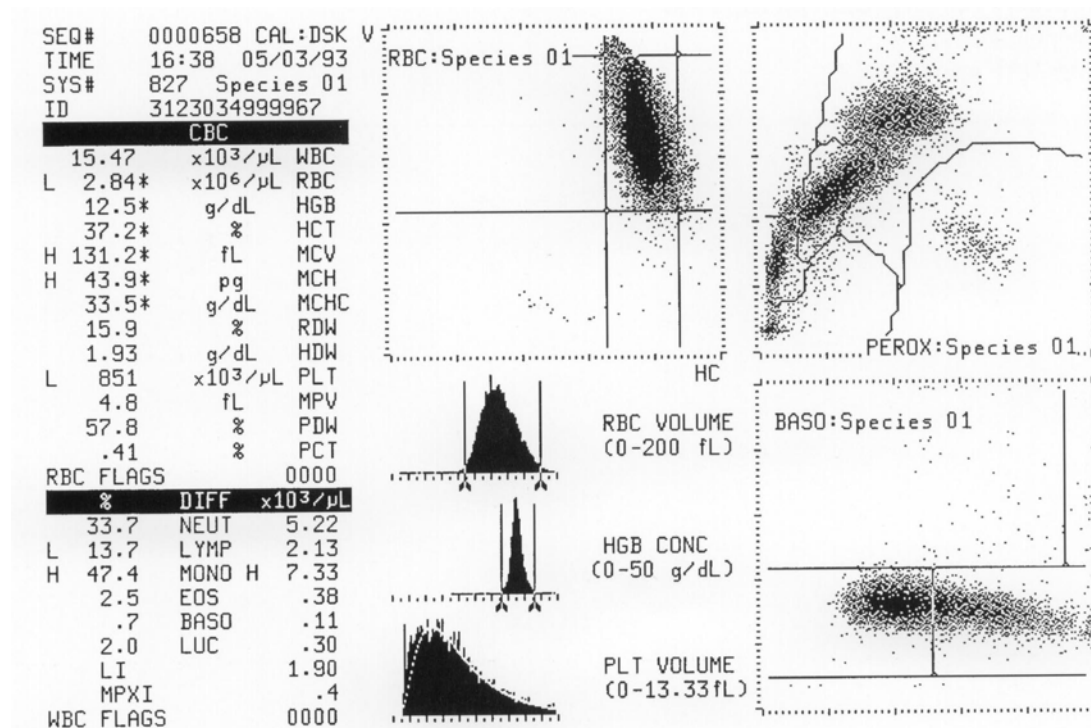 SEQ# 0000658 CAL:DSK V
TIME 16:38 05/03/93
SYS# 827 Species 01
ID 3123034999967
CBC
15.47 x10³/µL WBC
L 2.84* x10⁶/µL RBC
12.5* g/dL HGB
37.2* % HCT
H 131.2* fL MCV
H 43.9* pg MCH
33.5* g/dL MCHC
15.9 % RDW
1.93 g/dL HDW
L 851 x10³/µL PLT
4.8 fL MPV
57.8 % PDW
.41 % PCT
RBC FLAGS 0000
% DIFF x10³/µL
33.7 NEUT 5.22
L 13.7 LYMP 2.13
H 47.4 MONO H 7.33
2.5 EOS .38
.7 BASO .11
2.0 LUC .30
LI 1.90
MPXI .4
WBC FLAGS 0000
RBC:Species 01
HC
RBC VOLUME
(0-200 fL)
HGB CONC
(0-50 g/dL)
PLT VOLUME
(0-13.33fL)
PEROX:Species 01
BASO:Species 01